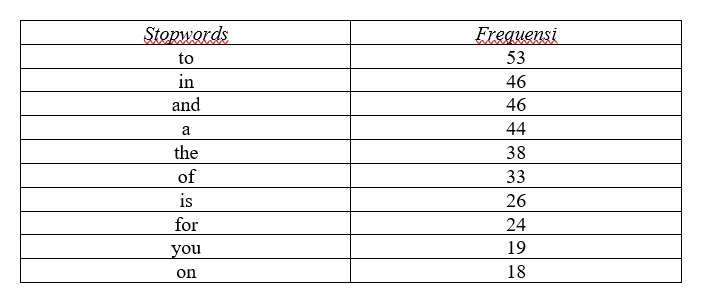 Stopwords Frequensi
to 53
in 46
and 46
a 44
the 38
of 33
is 26
for 24
you 19
on 18